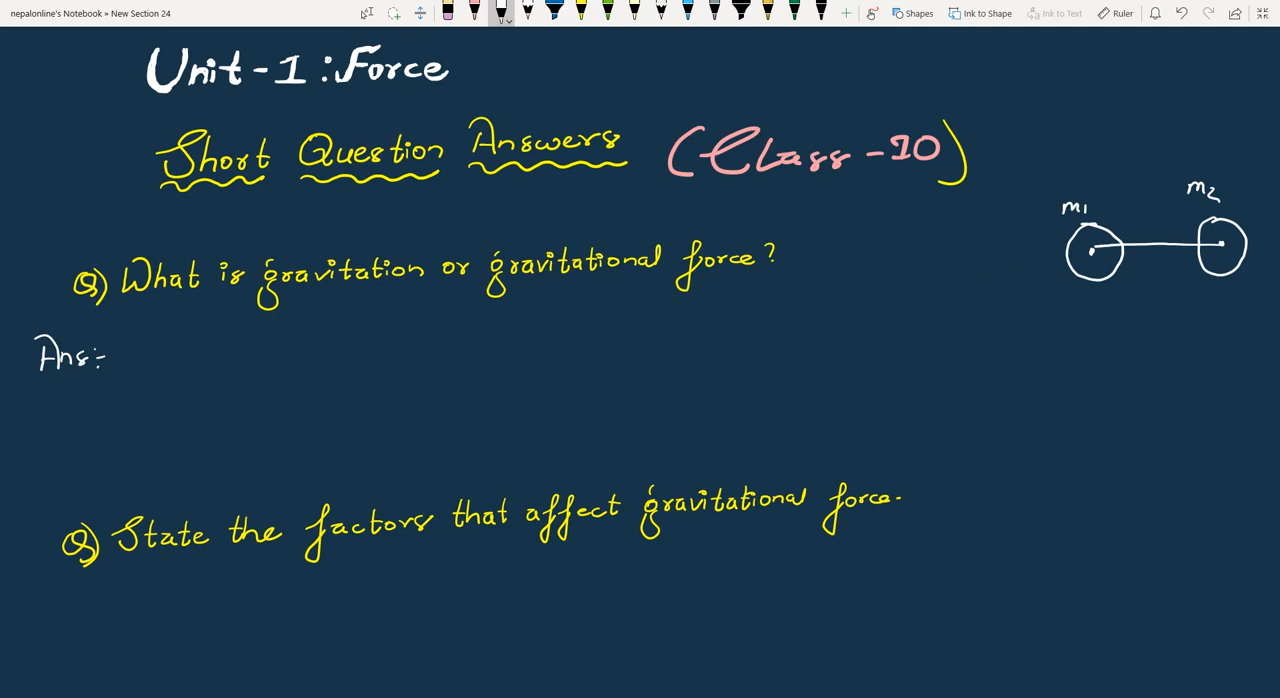 nepalonline's Notebook » New Section 24
Shapes Ink to Shape Ink to Text Ruler
Unit-1: Force
Short Question Answers (Class-10)
m1 m2
Q) What is gravitation or gravitational force?
Ans:-
Q) State the factors that affect gravitational force.